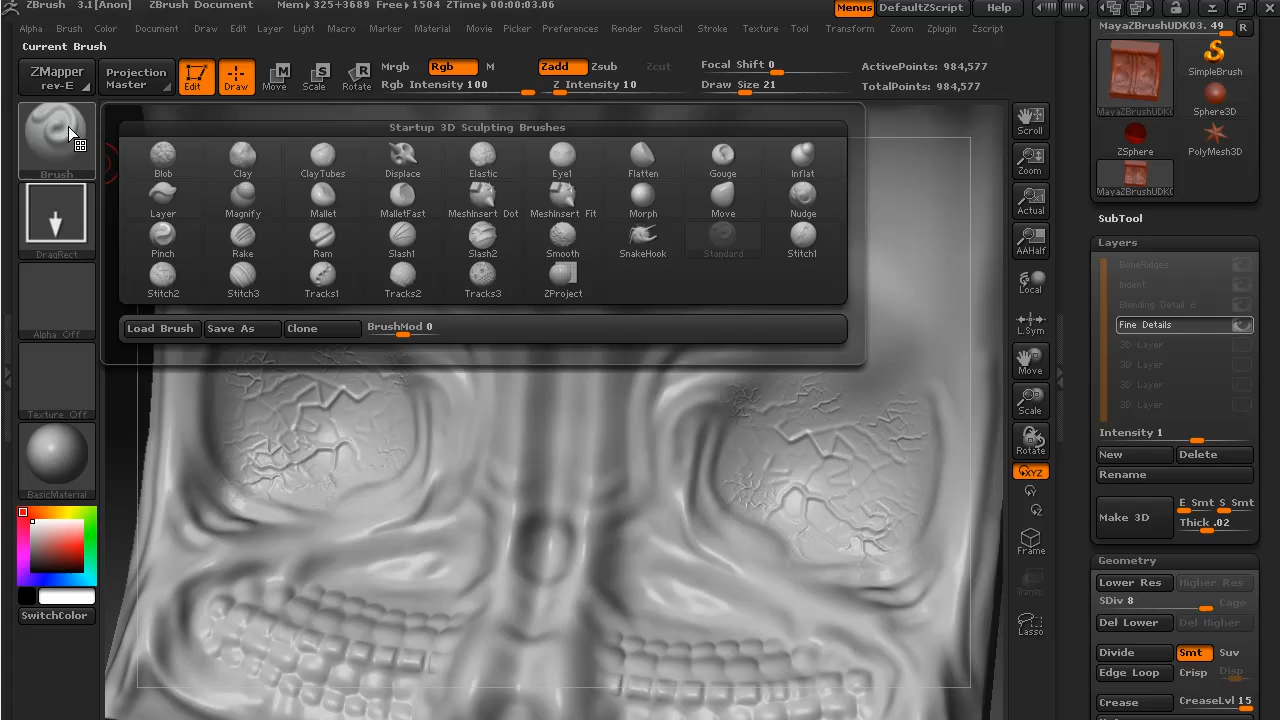 ZBrush 3.1[Anon] ZBrush Document Mem▸325+3689 Free▸1504 ZTime▸00:00:03.06 Menus DefaultZScript Help
Alpha Brush Color Document Draw Edit Layer Light Macro Marker Material Movie Picker Preferences Render Stencil Stroke Texture Tool Transform Zoom Zplugin Zscript
Current Brush
ZMapper rev-E
Projection Master
Edit Draw Move Scale Rotate
Mrgb Rgb M
Rgb Intensity 100
Zadd Zsub Zcut
Z Intensity 10
Focal Shift 0
Draw Size 21
ActivePoints: 984,577
TotalPoints: 984,577
Brush
DragRect
Alpha Off
Texture Off
BasicMaterial
SwitchColor
Startup 3D Sculpting Brushes
Blob Clay ClayTubes Displace Elastic Eye1 Flatten Gouge Inflat
Layer Magnify Mallet MalletFast MeshInsert Dot MeshInsert Fit Morph Move Nudge
Pinch Rake Ram Slash1 Slash2 Smooth SnakeHook Standard Stitch1
Stitch2 Stitch3 Tracks1 Tracks2 Tracks3 ZProject
Load Brush Save As Clone BrushMod 0
Scroll
Zoom
Actual
AAHalf
Local
L.Sym
Move
Scale
Rotate
XYZ
Y
Z
Frame
Transp
Lasso
MayaZBrushUDK03. 49 R
MayaZBrushUDK0
SimpleBrush
Sphere3D
ZSphere
PolyMesh3D
MayaZBrushUDK0
SubTool
Layers
BoneRidges
Indent
Blending Detail 6
Fine Details
3D Layer
3D Layer
3D Layer
3D Layer
Intensity 1
New Delete
Rename
Make 3D E Smt S Smt
Thick .02
Geometry
Lower Res Higher Res
SDiv 8 Cage
Del Lower Del Higher
Divide Smt Suv
Edge Loop Crisp Disp
Crease CreaseLvl 15